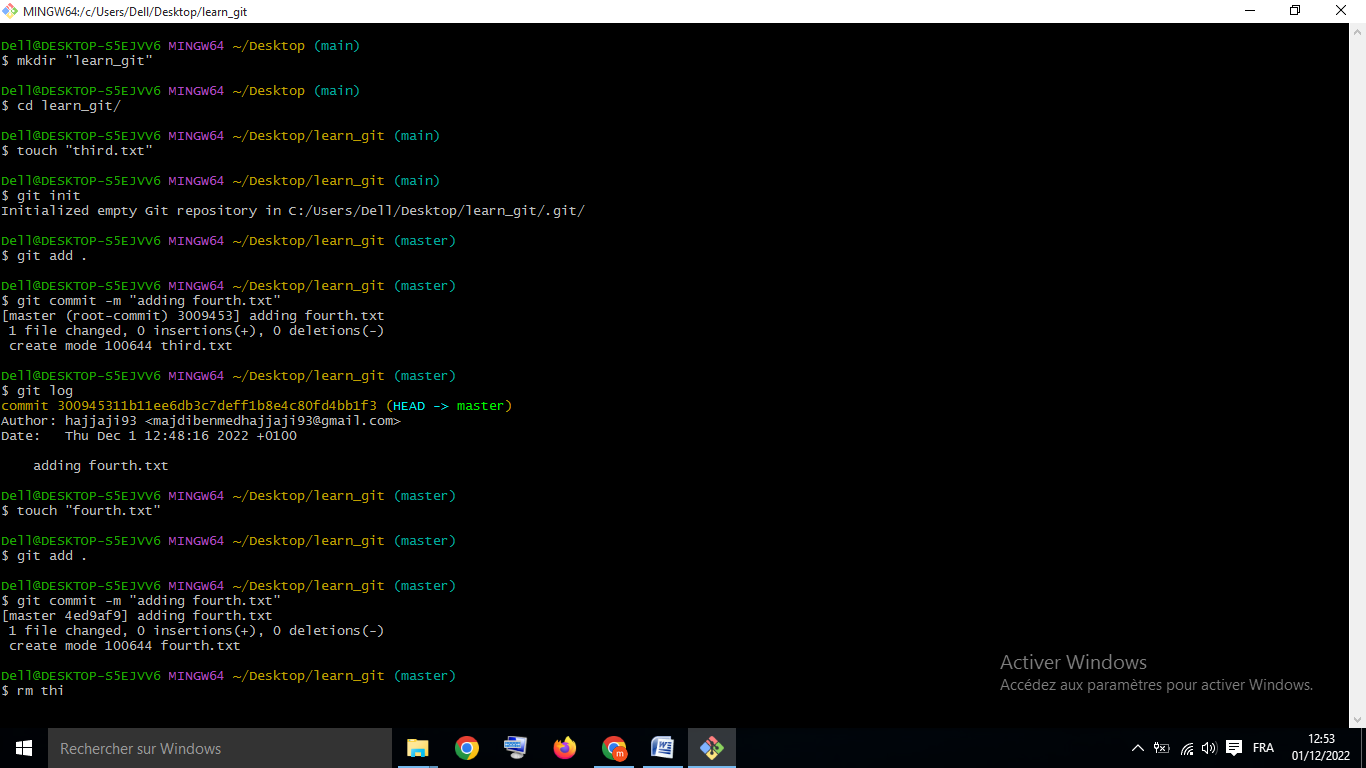 MINGW64:/c/Users/Dell/Desktop/learn_git
Dell@DESKTOP-S5EJVV6 MINGW64 ~/Desktop (main)
$ mkdir "learn_git"
Dell@DESKTOP-S5EJVV6 MINGW64 ~/Desktop (main)
$ cd learn_git/
Dell@DESKTOP-S5EJVV6 MINGW64 ~/Desktop/learn_git (main)
$ touch "third.txt"
Dell@DESKTOP-S5EJVV6 MINGW64 ~/Desktop/learn_git (main)
$ git init
Initialized empty Git repository in C:/Users/Dell/Desktop/learn_git/.git/
Dell@DESKTOP-S5EJVV6 MINGW64 ~/Desktop/learn_git (master)
$ git add .
Dell@DESKTOP-S5EJVV6 MINGW64 ~/Desktop/learn_git (master)
$ git commit -m "adding fourth.txt"
[master (root-commit) 3009453] adding fourth.txt
 1 file changed, 0 insertions(+), 0 deletions(-)
 create mode 100644 third.txt
Dell@DESKTOP-S5EJVV6 MINGW64 ~/Desktop/learn_git (master)
$ git log
commit 300945311b11ee6db3c7deff1b8e4c80fd4bb1f3 (HEAD -> master)
Author: hajjaji93 <majdibenmedhajjaji93@gmail.com>
Date:   Thu Dec 1 12:48:16 2022 +0100
    adding fourth.txt
Dell@DESKTOP-S5EJVV6 MINGW64 ~/Desktop/learn_git (master)
$ touch "fourth.txt"
Dell@DESKTOP-S5EJVV6 MINGW64 ~/Desktop/learn_git (master)
$ git add .
Dell@DESKTOP-S5EJVV6 MINGW64 ~/Desktop/learn_git (master)
$ git commit -m "adding fourth.txt"
[master 4ed9af9] adding fourth.txt
 1 file changed, 0 insertions(+), 0 deletions(-)
 create mode 100644 fourth.txt
Dell@DESKTOP-S5EJVV6 MINGW64 ~/Desktop/learn_git (master)
$ rm thi
Activer Windows
Accédez aux paramètres pour activer Windows.
Rechercher sur Windows
FRA
12:53
01/12/2022